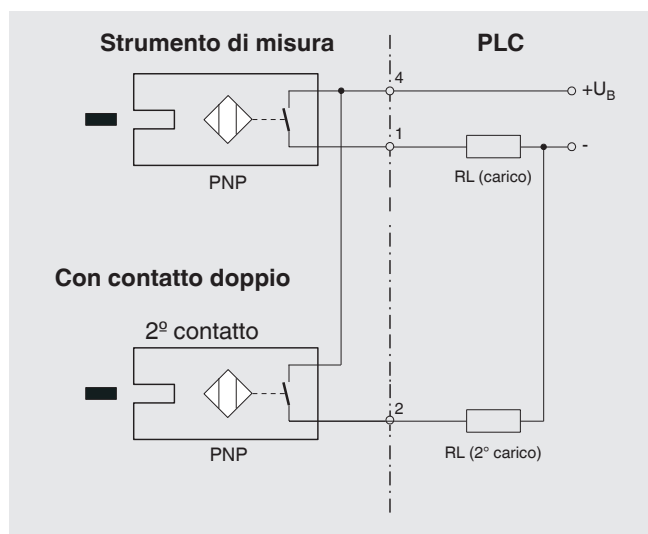 Strumento di misura
PLC
4
+UB
1
-
RL (carico)
PNP
Con contatto doppio
2º contatto
2
RL (2° carico)
PNP